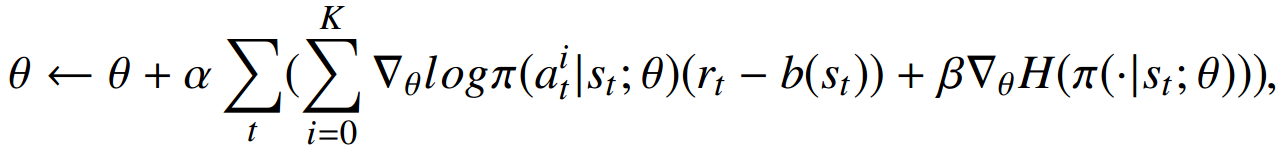 θ ← θ + α ∑_t (∑_{i=0}^{K} ∇_θ logπ(a_t^i|s_t; θ)(r_t − b(s_t)) + β∇_θ H(π(·|s_t; θ))),